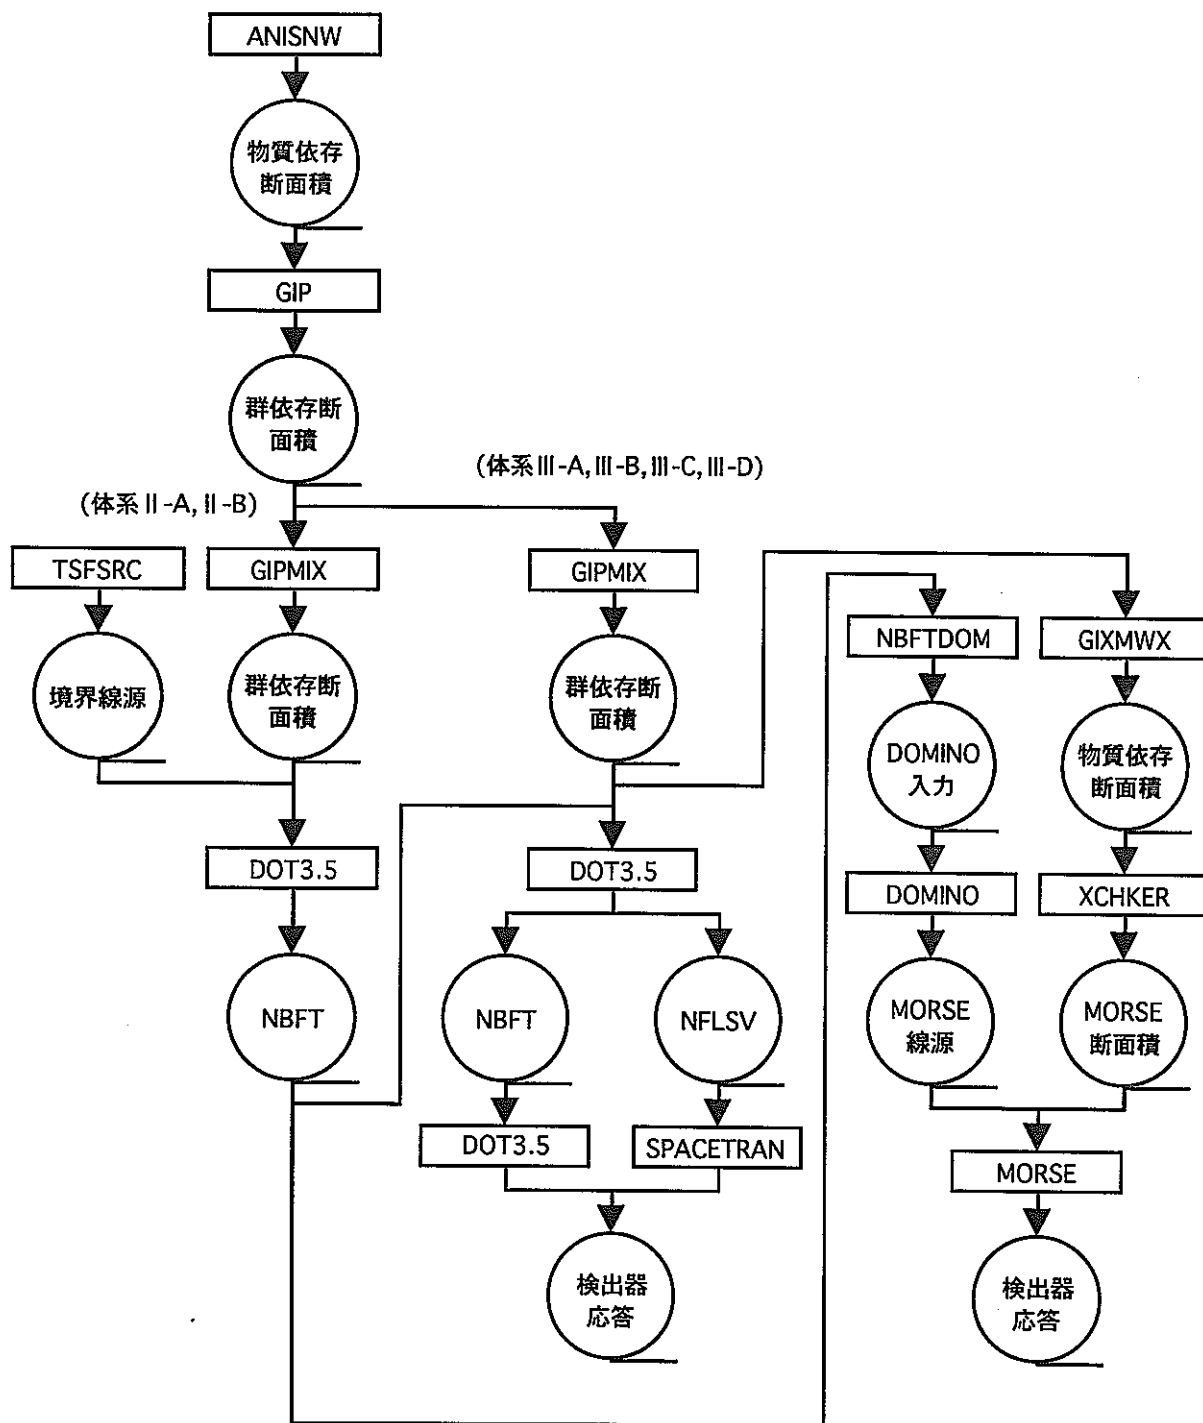 ANISNW
物質依存
断面積
GIP
群依存断
面積
(体系Ⅱ-A,Ⅱ-B)
(体系Ⅲ-A,Ⅲ-B,Ⅲ-C,Ⅲ-D)
TSFSRC
GIPMIX
GIPMIX
境界線源
群依存断
面積
群依存断
面積
NBFTDOM
GIXMWX
DOMINO
入力
物質依存
断面積
DOT3.5
DOT3.5
DOMINO
XCHKER
NBFT
NBFT
NFLSV
MORSE
線源
MORSE
断面積
DOT3.5
SPACETRAN
MORSE
検出器
応答
検出器
応答